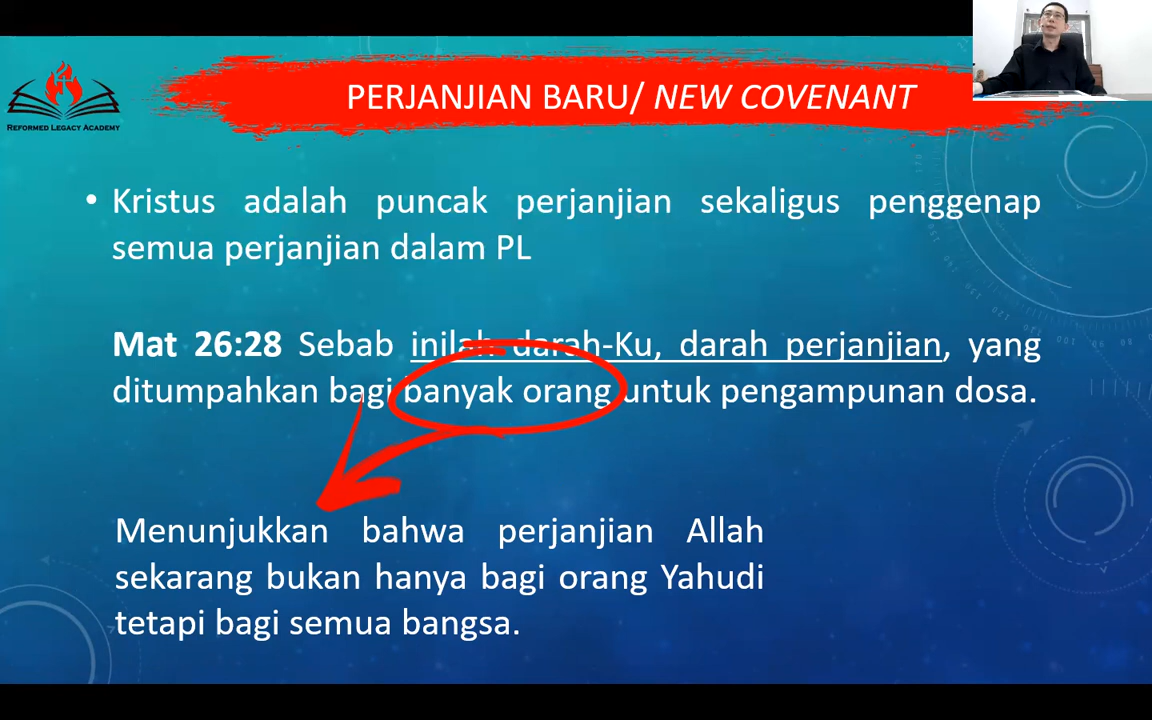 REFORMED LEGACY ACADEMY
PERJANJIAN BARU/ NEW COVENANT
• Kristus adalah puncak perjanjian sekaligus penggenap
semua perjanjian dalam PL
Mat 26:28 Sebab inilah darah-Ku, darah perjanjian, yang
ditumpahkan bagi banyak orang untuk pengampunan dosa.
Menunjukkan bahwa perjanjian Allah
sekarang bukan hanya bagi orang Yahudi
tetapi bagi semua bangsa.